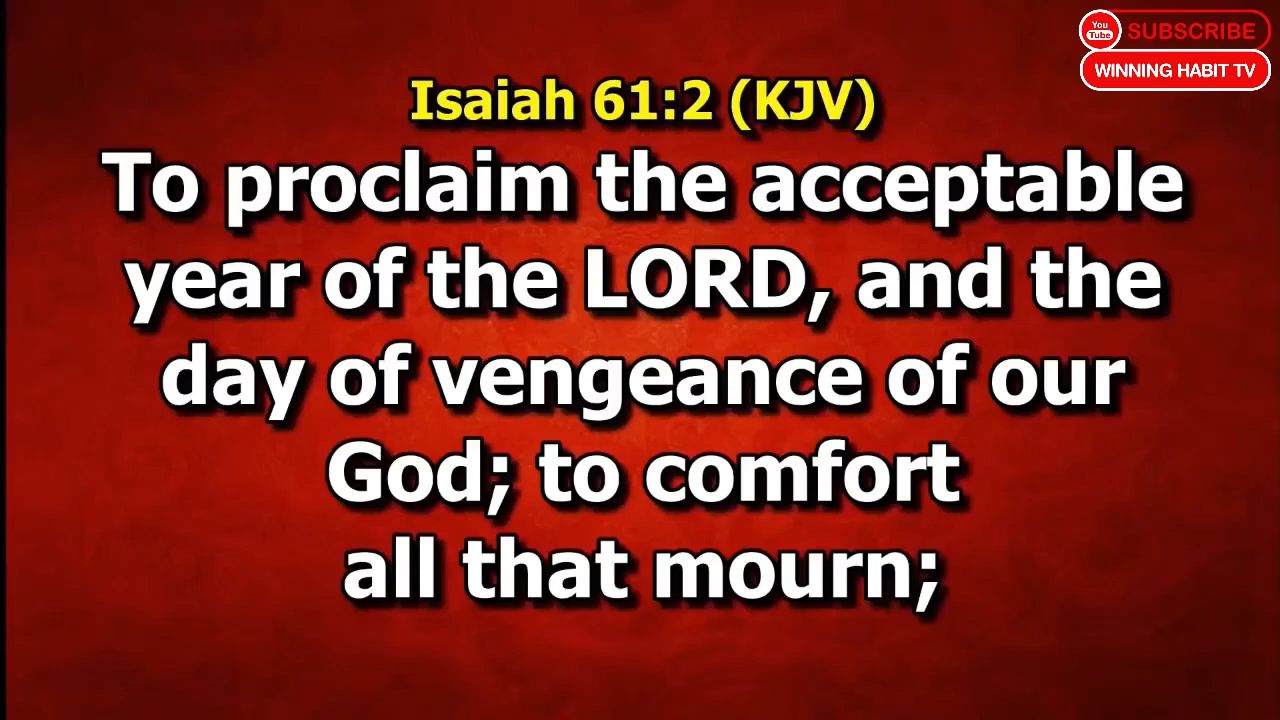 You
Tube
SUBSCRIBE
WINNING HABIT TV
Isaiah 61:2 (KJV)
To proclaim the acceptable
year of the LORD, and the
day of vengeance of our
God; to comfort
all that mourn;